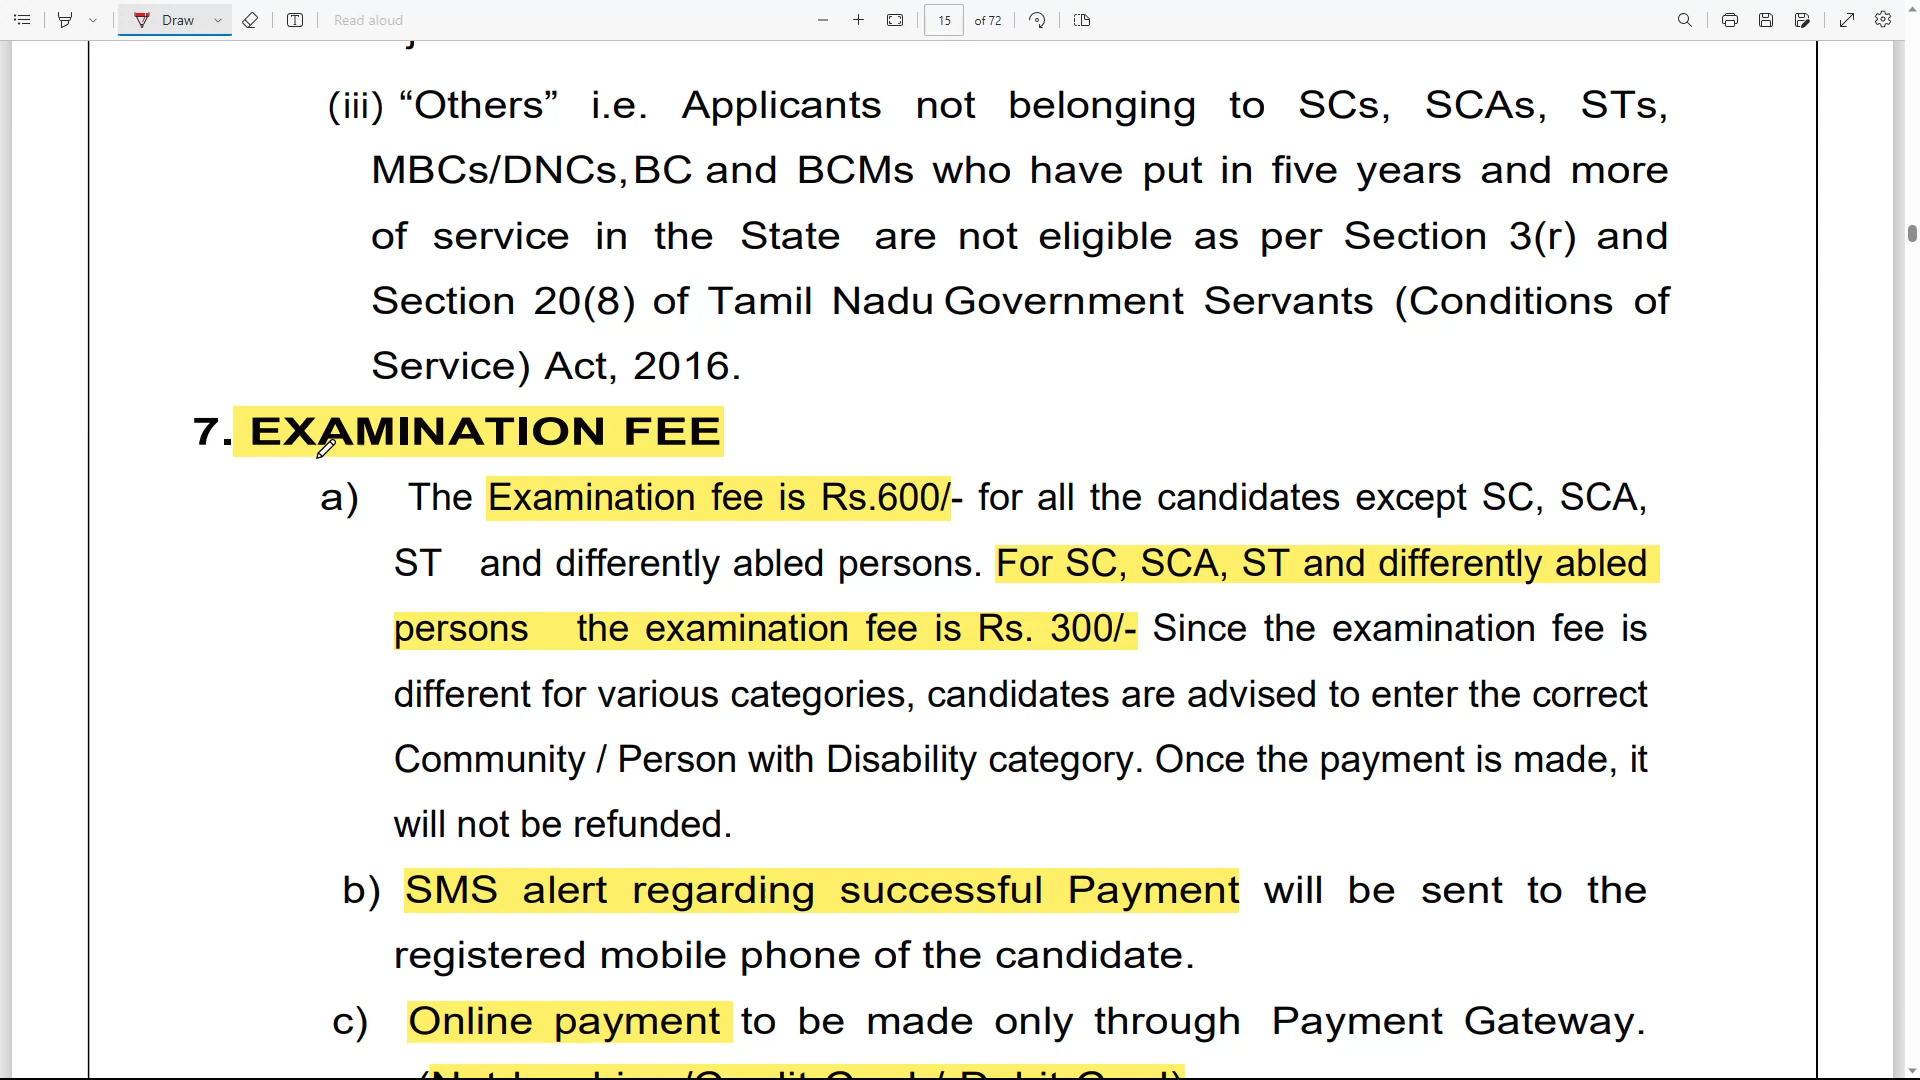 Draw
Read aloud
15 of 72
(iii) “Others” i.e. Applicants not belonging to SCs, SCAs, STs,
MBCs/DNCs,BC and BCMs who have put in five years and more
of service in the State are not eligible as per Section 3(r) and
Section 20(8) of Tamil Nadu Government Servants (Conditions of
Service) Act, 2016.
7. EXAMINATION FEE
a) The Examination fee is Rs.600/- for all the candidates except SC, SCA,
ST and differently abled persons. For SC, SCA, ST and differently abled
persons the examination fee is Rs. 300/- Since the examination fee is
different for various categories, candidates are advised to enter the correct
Community / Person with Disability category. Once the payment is made, it
will not be refunded.
b) SMS alert regarding successful Payment will be sent to the
registered mobile phone of the candidate.
c) Online payment to be made only through Payment Gateway.